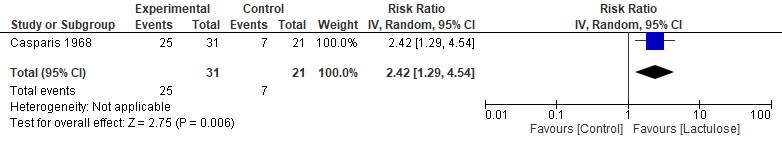 Experimental Control Risk Ratio Risk Ratio
Study or Subgroup Events Total Events Total Weight IV, Random, 95% CI IV, Random, 95% CI
Casparis 1968 25 31 7 21 100.0% 2.42 [1.29, 4.54]
Total (95% CI) 31 21 100.0% 2.42 [1.29, 4.54]
Total events 25 7
Heterogeneity: Not applicable
Test for overall effect: Z = 2.75 (P = 0.006)
0.01 0.1 1 10 100
Favours [Control] Favours [Lactulose]